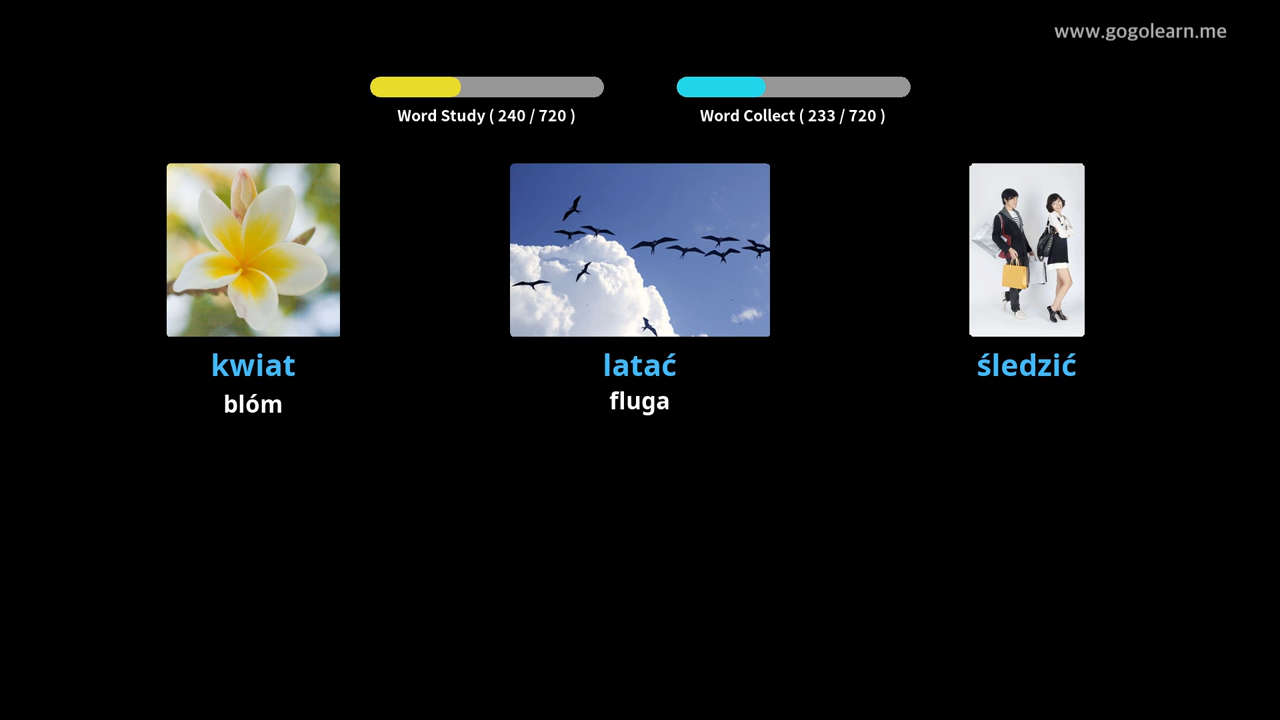 www.gogolearn.me
Word Study ( 240 / 720 )
Word Collect ( 233 / 720 )
kwiat
latać
śledzić
blóm
fluga